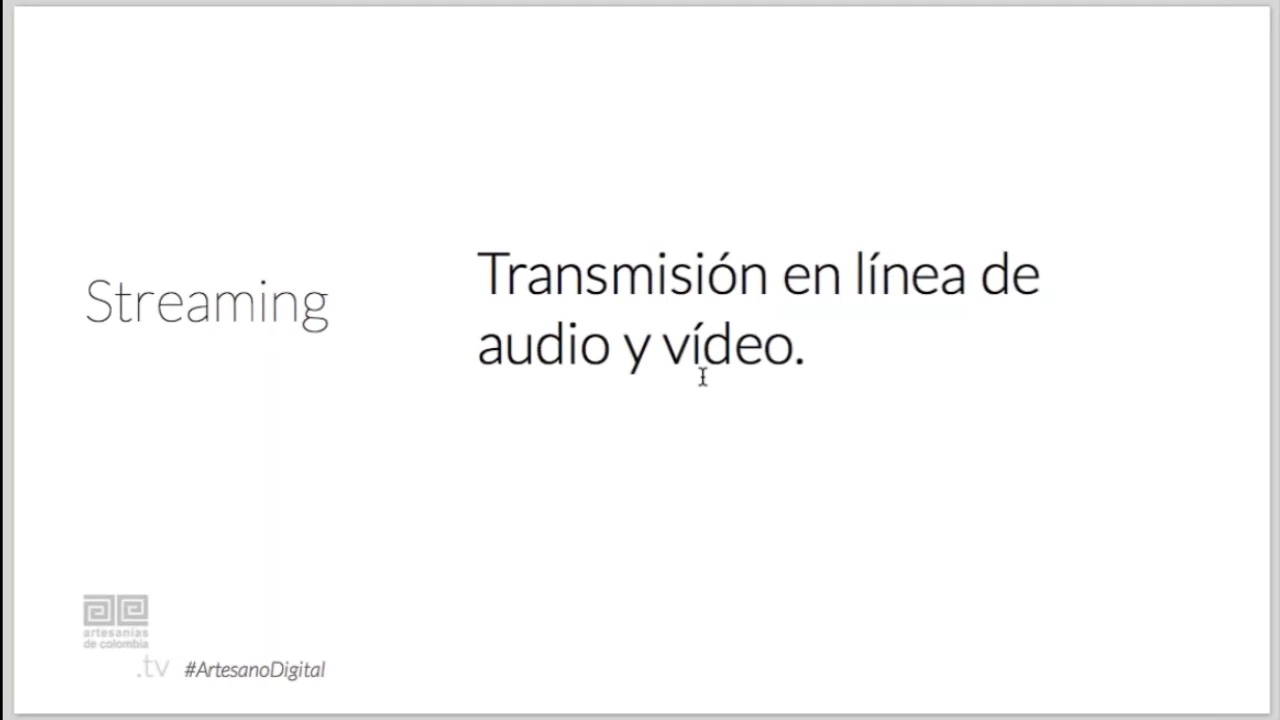 Streaming
Transmisión en línea de
audio y vídeo.
artesanías
de colombia
.tv #ArtesanoDigital